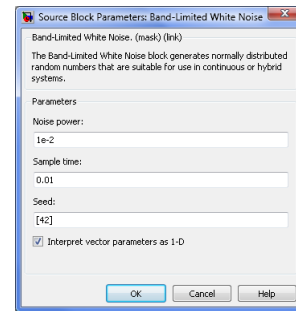 Source Block Parameters: Band-Limited White Noise
Band-Limited White Noise. (mask) (link)
The Band-Limited White Noise block generates normally distributed
random numbers that are suitable for use in continuous or hybrid
systems.
Parameters
Noise power:
1e-2
Sample time:
0.01
Seed:
[42]
Interpret vector parameters as 1-D
OK Cancel Help